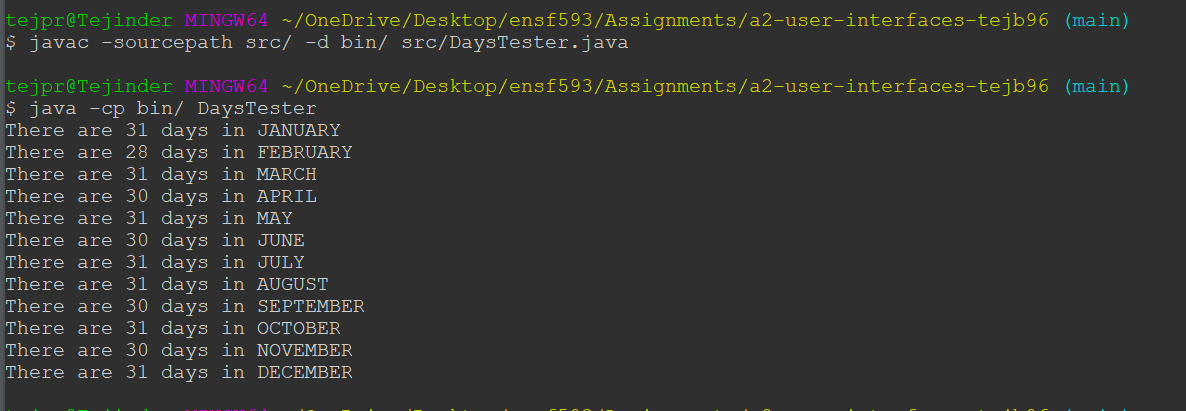 tejpr@Tejinder MINGW64 ~/OneDrive/Desktop/ensf593/Assignments/a2-user-interfaces-tejb96 (main)
$ javac -sourcepath src/ -d bin/ src/DaysTester.java
tejpr@Tejinder MINGW64 ~/OneDrive/Desktop/ensf593/Assignments/a2-user-interfaces-tejb96 (main)
$ java -cp bin/ DaysTester
There are 31 days in JANUARY
There are 28 days in FEBRUARY
There are 31 days in MARCH
There are 30 days in APRIL
There are 31 days in MAY
There are 30 days in JUNE
There are 31 days in JULY
There are 31 days in AUGUST
There are 30 days in SEPTEMBER
There are 31 days in OCTOBER
There are 30 days in NOVEMBER
There are 31 days in DECEMBER